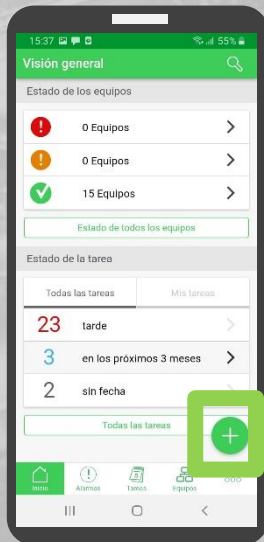 15:37 55%
Visión general
Estado de los equipos
0 Equipos
0 Equipos
15 Equipos
Estado de todos los equipos
Estado de la tarea
Todas las tareas Mis tareas
23 tarde
3 en los próximos 3 meses
2 sin fecha
Todas las tareas
Inicio Alarmas Tareas Equipos